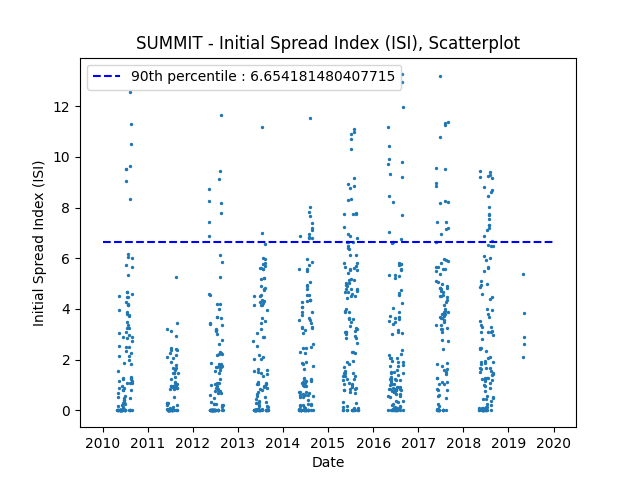 SUMMIT - Initial Spread Index (ISI), Scatterplot
90th percentile : 6.654181480407715
Initial Spread Index (ISI)
12
10
8
6
4
2
0
2010 2011 2012 2013 2014 2015 2016 2017 2018 2019 2020
Date